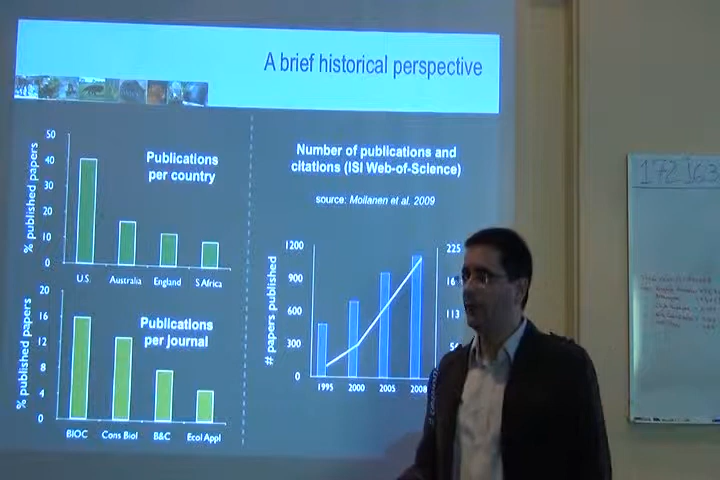 A brief historical perspective
50
40
30
20
10
0
% published papers
Publications
per country
U.S.
Australia
England
S Africa
20
16
12
8
4
0
% published papers
Publications
per journal
BIOC
Cons Biol
B&C
Ecol Appl
Number of publications and
citations (ISI Web-of-Science)
source: Moilanen et al. 2009
1200
900
600
300
0
# papers published
225
16
113
1995
2000
2005
2008
172 163